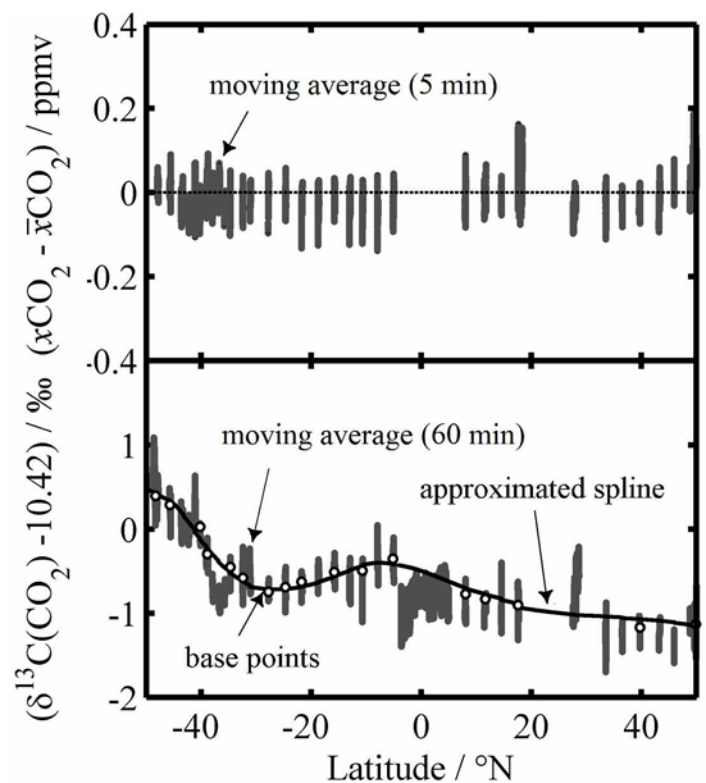 0.4
0.2
0
-0.2
-0.4
(xCO₂ - x̄CO₂) / ppmv
moving average (5 min)
1
0
-1
-2
(δ¹³C(CO₂) -10.42) / ‰
moving average (60 min)
approximated spline
base points
-40 -20 0 20 40
Latitude / °N